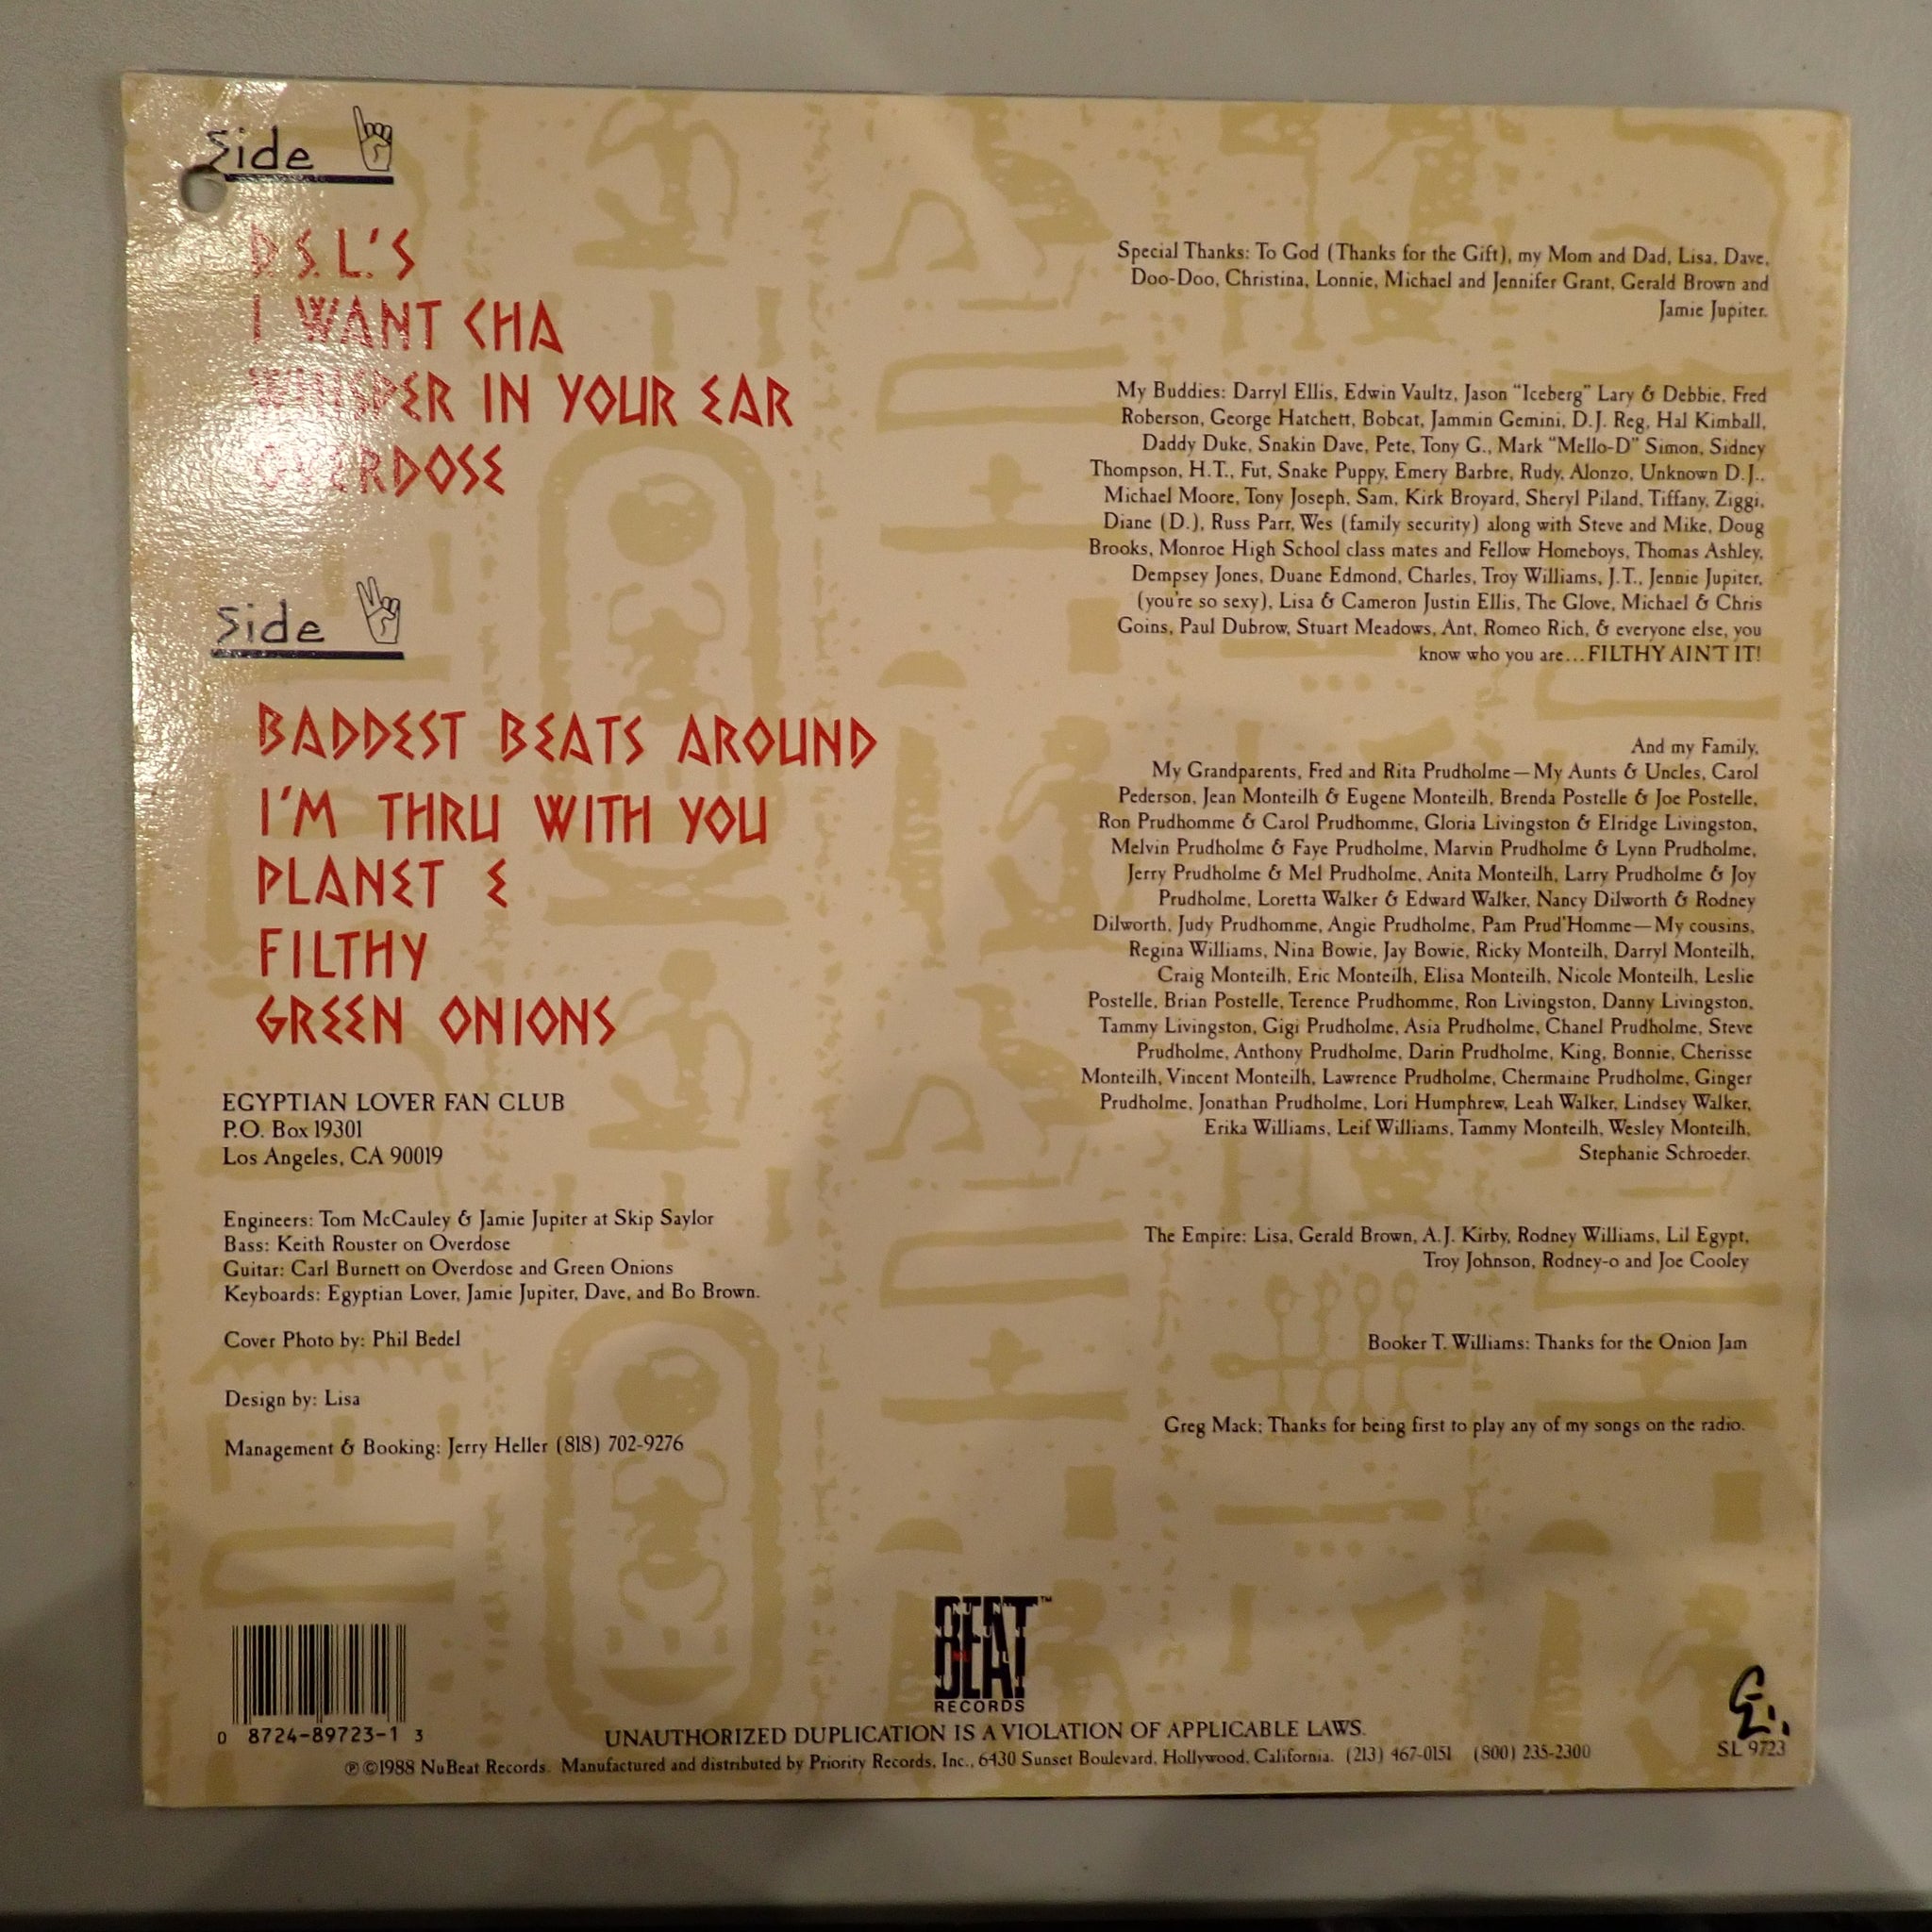 Side
D.S.L.'S
I WANT CHA
WHISPER IN YOUR EAR
OVERDOSE
Side
BADDEST BEATS AROUND
I'M THRU WITH YOU
PLANET E
FILTHY
GREEN ONIONS
EGYPTIAN LOVER FAN CLUB
P.O. Box 19301
Los Angeles, CA 90019
Engineers: Tom McCauley & Jamie Jupiter at Skip Saylor
Bass: Keith Rouster on Overdose
Guitar: Carl Burnett on Overdose and Green Onions
Keyboards: Egyptian Lover, Jamie Jupiter, Dave, and Bo Brown.
Cover Photo by: Phil Bedel
Design by: Lisa
Management & Booking: Jerry Heller (818) 702-9276
Special Thanks: To God (Thanks for the Gift), my Mom and Dad, Lisa, Dave,
Doo-Doo, Christina, Lonnie, Michael and Jennifer Grant, Gerald Brown and
Jamie Jupiter.
My Buddies: Darryl Ellis, Edwin Vaultz, Jason "Iceberg" Lary & Debbie, Fred
Roberson, George Hatchett, Bobcat, Jammin Gemini, D.J. Reg, Hal Kimball,
Daddy Duke, Snakin Dave, Pete, Tony G., Mark "Mello-D" Simon, Sidney
Thompson, H.T., Fut, Snake Puppy, Emery Barbre, Rudy, Alonzo, Unknown D.J.,
Michael Moore, Tony Joseph, Sam, Kirk Broyard, Sheryl Piland, Tiffany, Ziggi,
Diane (D.), Russ Parr, Wes (family security) along with Steve and Mike, Doug
Brooks, Monroe High School class mates and Fellow Homeboys, Thomas Ashley,
Dempsey Jones, Duane Edmond, Charles, Troy Williams, J.T., Jennie Jupiter,
(you're so sexy), Lisa & Cameron Justin Ellis, The Glove, Michael & Chris
Goins, Paul Dubrow, Stuart Meadows, Ant, Romeo Rich, & everyone else, you
know who you are...FILTHY AIN'T IT!
And my Family,
My Grandparents, Fred and Rita Prudholme—My Aunts & Uncles, Carol
Pederson, Jean Monteilh & Eugene Monteilh, Brenda Postelle & Joe Postelle,
Ron Prudhomme & Carol Prudhomme, Gloria Livingston & Elridge Livingston,
Melvin Prudholme & Faye Prudholme, Marvin Prudholme & Lynn Prudholme,
Jerry Prudholme & Mel Prudholme, Anita Monteilh, Larry Prudholme & Joy
Prudholme, Loretta Walker & Edward Walker, Nancy Dilworth & Rodney
Dilworth, Judy Prudhomme, Angie Prudholme, Pam Prud'Homme—My cousins,
Regina Williams, Nina Bowie, Jay Bowie, Ricky Monteilh, Darryl Monteilh,
Craig Monteilh, Eric Monteilh, Elisa Monteilh, Nicole Monteilh, Leslie
Postelle, Brian Postelle, Terence Prudhomme, Ron Livingston, Danny Livingston,
Tammy Livingston, Gigi Prudholme, Asia Prudholme, Chanel Prudholme, Steve
Prudholme, Anthony Prudholme, Darin Prudholme, King, Bonnie, Cherisse
Monteilh, Vincent Monteilh, Lawrence Prudholme, Chermaine Prudholme, Ginger
Prudholme, Jonathan Prudholme, Lori Humphrew, Leah Walker, Lindsey Walker,
Erika Williams, Leif Williams, Tammy Monteilh, Wesley Monteilh,
Stephanie Schroeder.
The Empire: Lisa, Gerald Brown, A.J. Kirby, Rodney Williams, Lil Egypt,
Troy Johnson, Rodney-o and Joe Cooley
Booker T. Williams: Thanks for the Onion Jam
Greg Mack: Thanks for being first to play any of my songs on the radio.
0 8724-89723-1 3
BEAT™
RECORDS
UNAUTHORIZED DUPLICATION IS A VIOLATION OF APPLICABLE LAWS.
℗©1988 NuBeat Records. Manufactured and distributed by Priority Records, Inc., 6430 Sunset Boulevard, Hollywood, California. (213) 467-0151 (800) 235-2300
E.
SL 9723